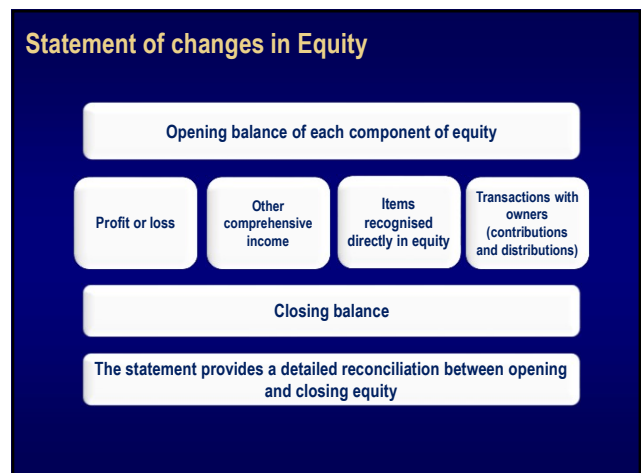 Statement of changes in Equity
Opening balance of each component of equity
Profit or loss
Other
comprehensive
income
Items
recognised
directly in equity
Transactions with
owners
(contributions
and distributions)
Closing balance
The statement provides a detailed reconciliation between opening
and closing equity